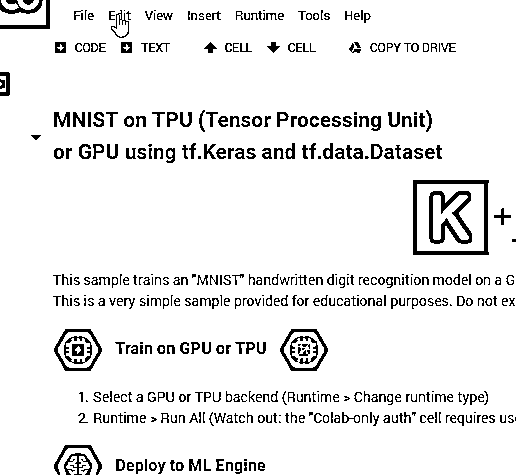 File Edit View Insert Runtime Tools Help
CODE TEXT CELL CELL COPY TO DRIVE
MNIST on TPU (Tensor Processing Unit)
or GPU using tf.Keras and tf.data.Dataset
K +
This sample trains an "MNIST" handwritten digit recognition model on a G
This is a very simple sample provided for educational purposes. Do not ex
Train on GPU or TPU
1. Select a GPU or TPU backend (Runtime > Change runtime type)
2. Runtime > Run All (Watch out: the "Colab-only auth" cell requires use
Deploy to ML Engine